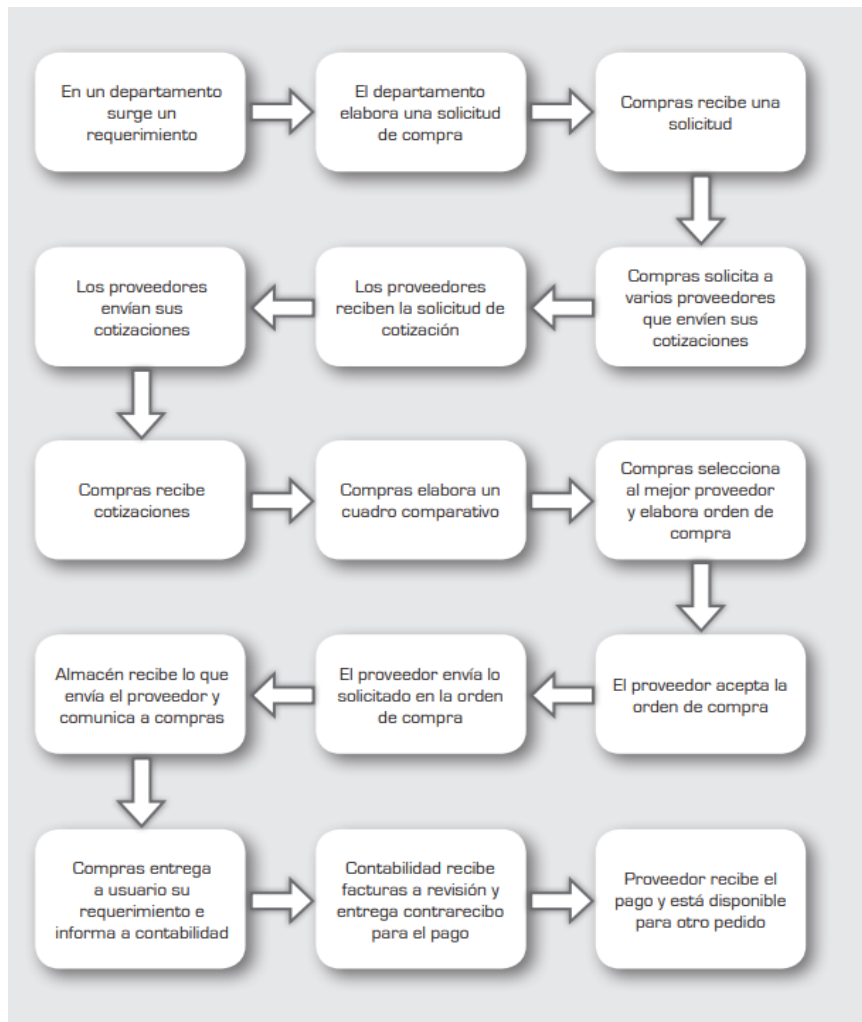 En un departamento
surge un
requerimiento
El departamento
elabora una solicitud
de compra
Compras recibe una
solicitud
Compras solicita a
varios proveedores
que envíen sus
cotizaciones
Los proveedores
reciben la solicitud de
cotización
Los proveedores
envían sus
cotizaciones
Compras recibe
cotizaciones
Compras elabora un
cuadro comparativo
Compras selecciona
al mejor proveedor
y elabora orden de
compra
El proveedor acepta la
orden de compra
El proveedor envía lo
solicitado en la orden
de compra
Almacén recibe lo que
envía el proveedor y
comunica a compras
Compras entrega
a usuario su
requerimiento e
informa a contabilidad
Contabilidad recibe
facturas a revisión y
entrega contrarecibo
para el pago
Proveedor recibe el
pago y está disponible
para otro pedido